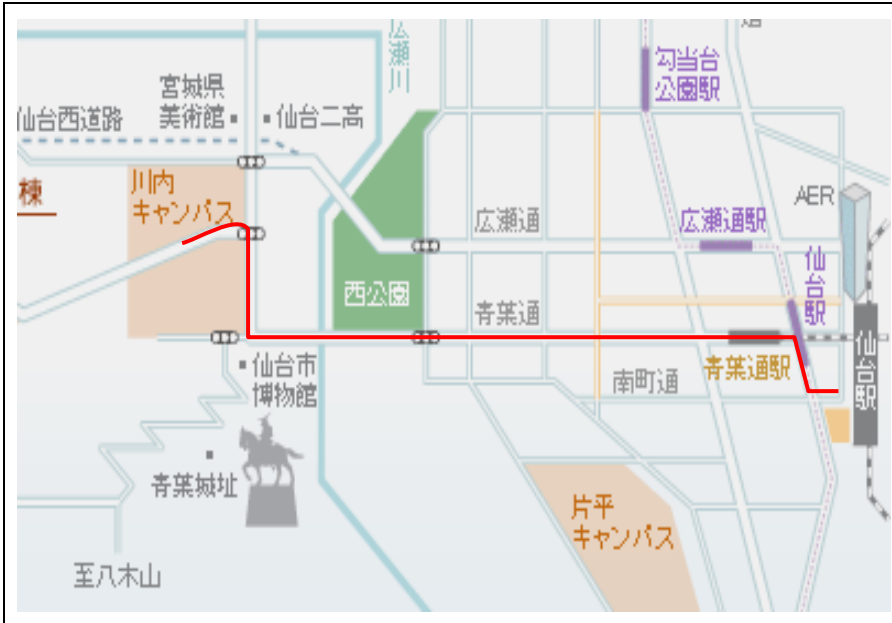 広瀬川
勾当台
公園駅
宮城県
美術館
仙台二高
仙台西道路
棟
川内
キャンパス
AER
広瀬通
広瀬通駅
仙台駅
西公園
青葉通
仙台駅
青葉通駅
南町通
仙台市
博物館
青葉城址
片平
キャンパス
至八木山